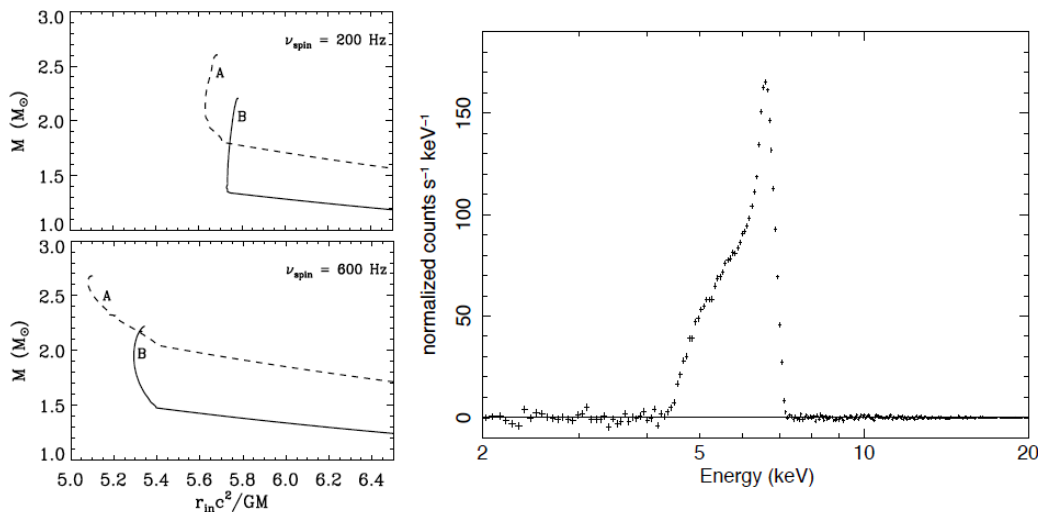 ν_spin = 200 Hz
A
B
M (M_⊙)
3.0
2.5
2.0
1.5
1.0
ν_spin = 600 Hz
A
B
M (M_⊙)
3.0
2.5
2.0
1.5
1.0
5.0 5.2 5.4 5.6 5.8 6.0 6.2 6.4
r_in c²/GM
normalized counts s⁻¹ keV⁻¹
150
100
50
0
2 5 10 20
Energy (keV)